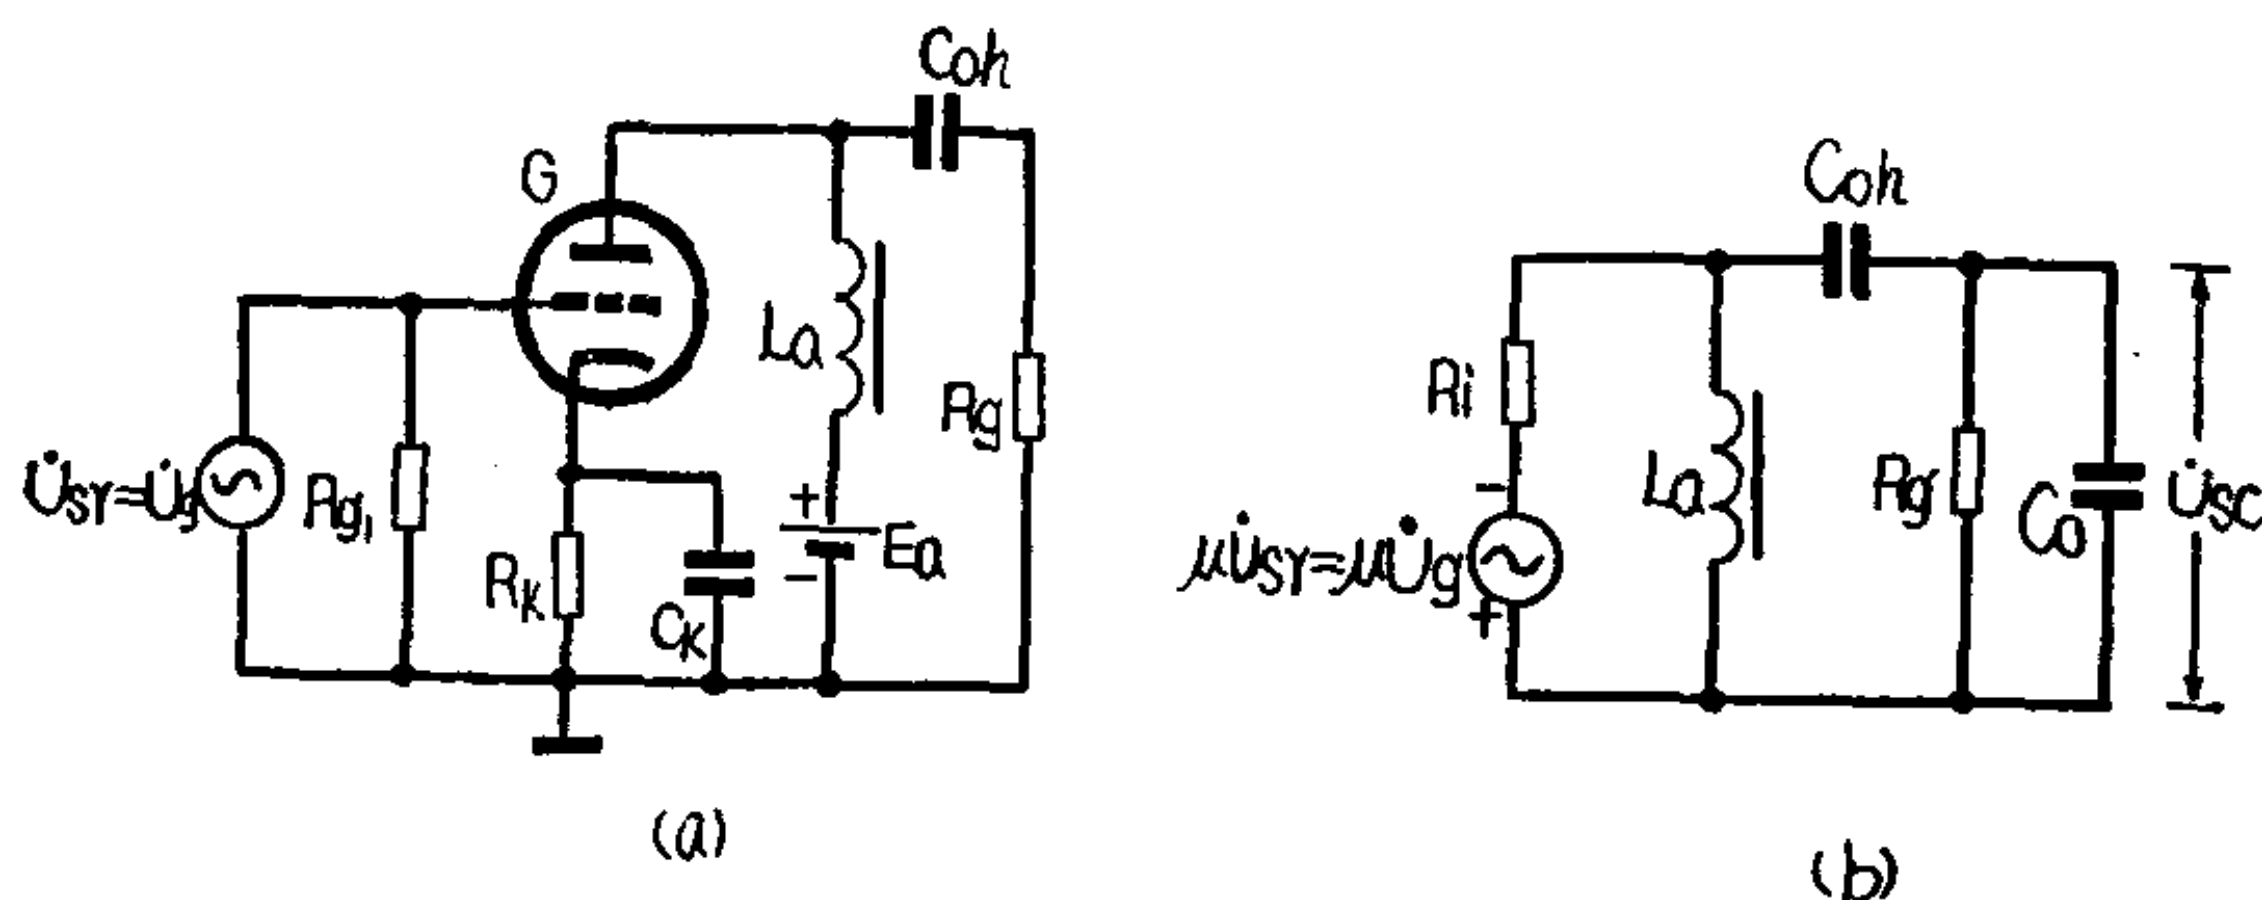 Coh
G
La
Rg
U̇sr=U̇g
Rg₁
Rk
Ck
+
Ea
−
(a)
Coh
Ri
−
μU̇sr=μU̇g
+
La
Rg
Co
U̇sc
(b)